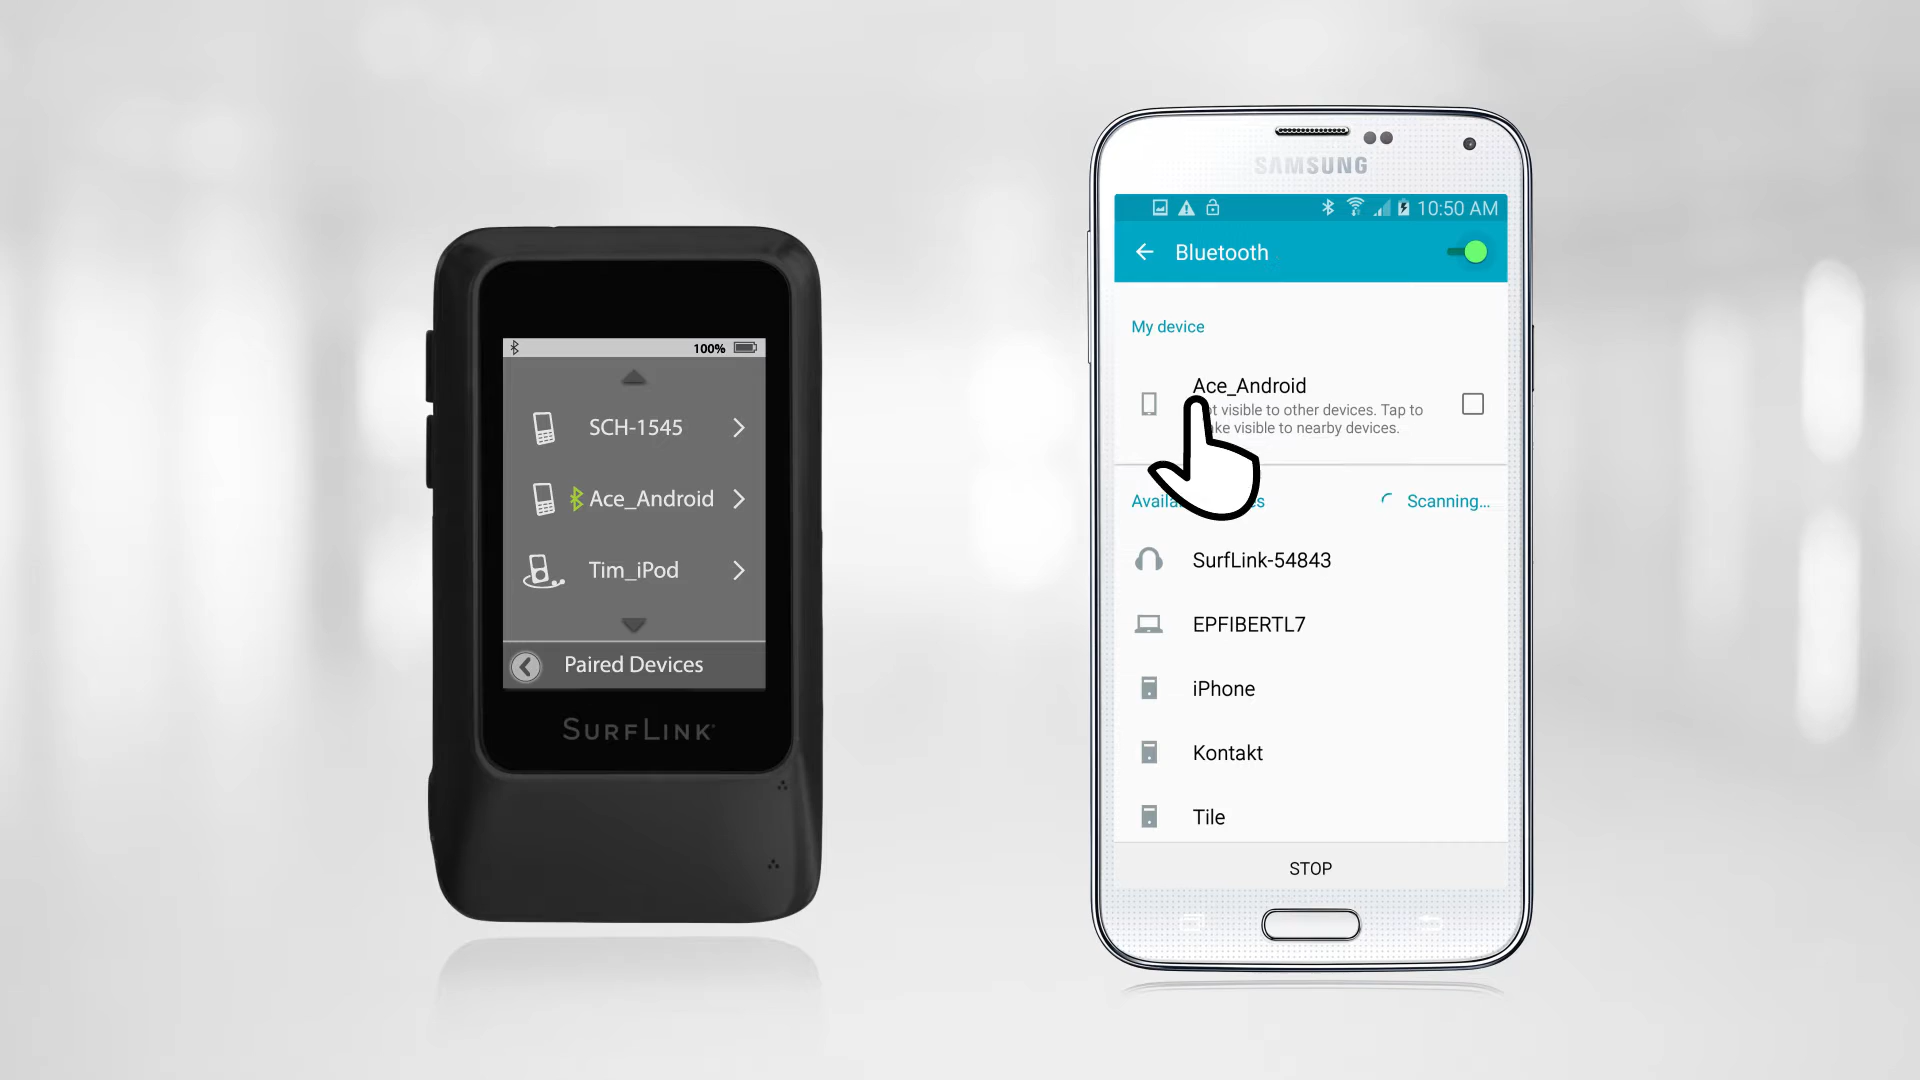 100%
SCH-1545
Ace_Android
Tim_iPod
Paired Devices
SURFLINK
SAMSUNG
10:50 AM
Bluetooth
My device
Ace_Android
visible to other devices. Tap to
visible to nearby devices.
Scanning...
SurfLink-54843
EPFIBERTL7
iPhone
Kontakt
Tile
STOP